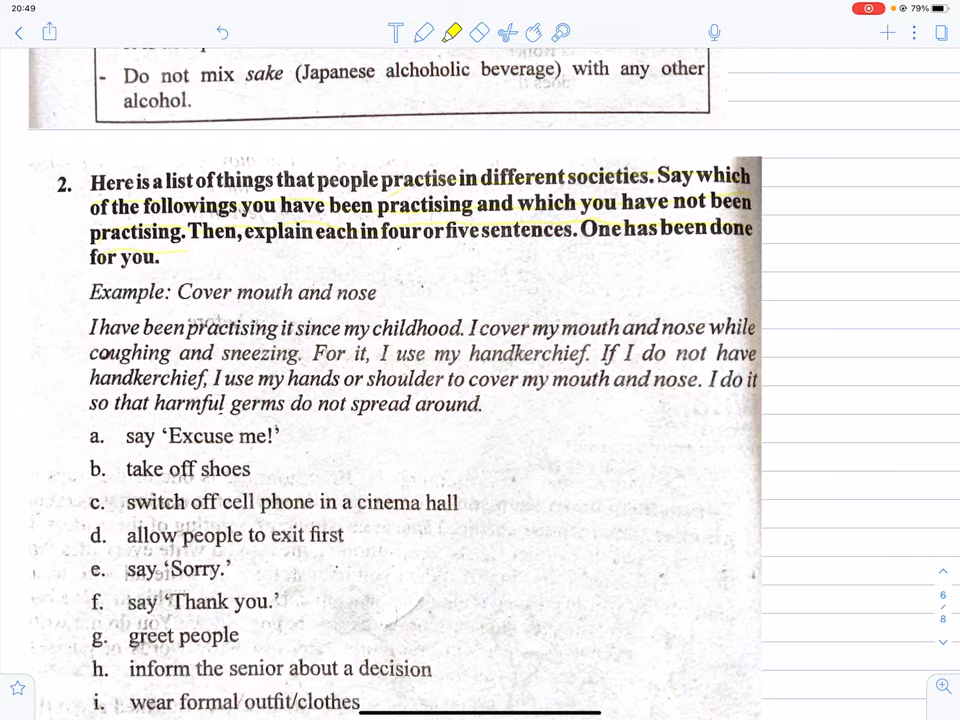 20:49
79%
- Do not mix sake (Japanese alchoholic beverage) with any other
alcohol.
2. Here is a list of things that people practise in different societies. Say which
of the followings you have been practising and which you have not been
practising. Then, explain each in four or five sentences. One has been done
for you.
Example: Cover mouth and nose
I have been practising it since my childhood. I cover my mouth and nose while
coughing and sneezing. For it, I use my handkerchief. If I do not have
handkerchief, I use my hands or shoulder to cover my mouth and nose. I do it
so that harmful germs do not spread around.
a. say ‘Excuse me!’
b. take off shoes
c. switch off cell phone in a cinema hall
d. allow people to exit first
e. say ‘Sorry.’
f. say ‘Thank you.’
g. greet people
h. inform the senior about a decision
i. wear formal outfit/clothes
6
/
8